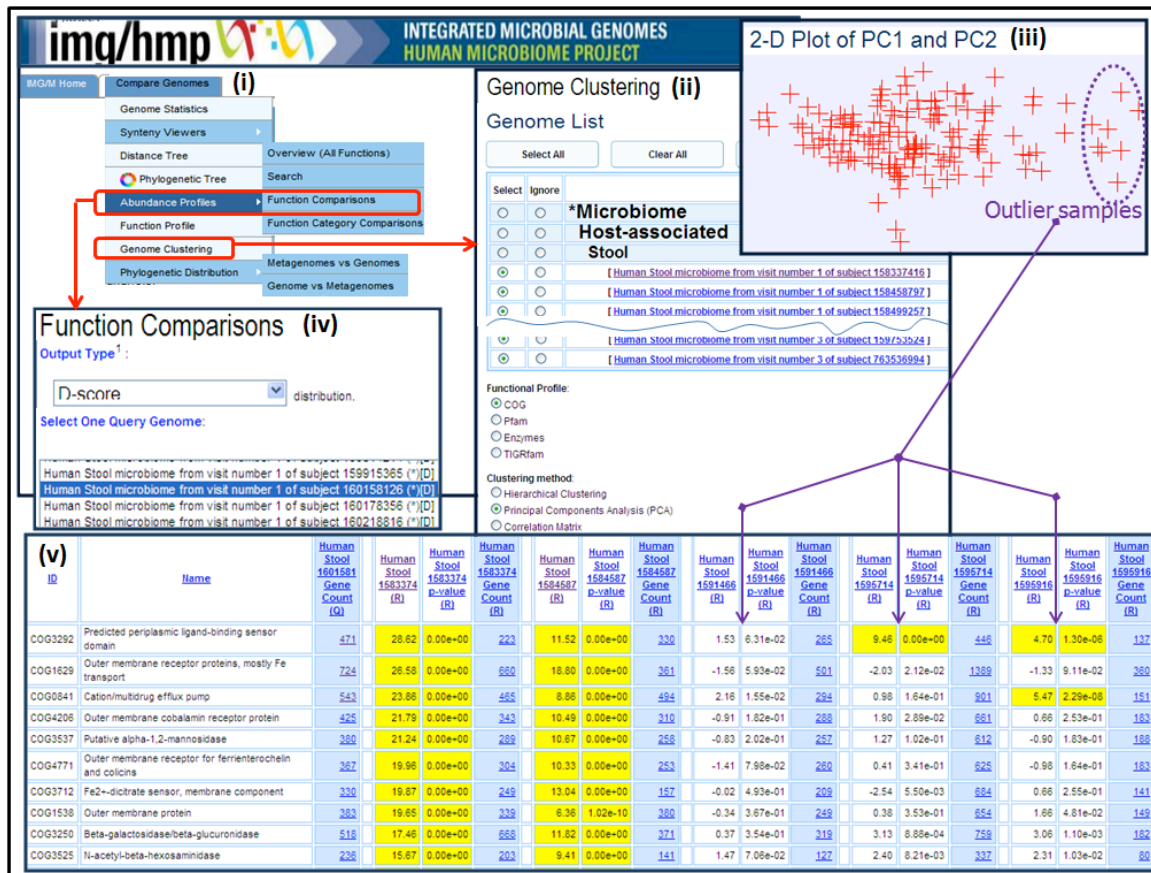 img/hmp
INTEGRATED MICROBIAL GENOMES
HUMAN MICROBIOME PROJECT
IMG/M Home
Compare Genomes
(i)
Genome Statistics
Synteny Viewers
Distance Tree
Phylogenetic Tree
Abundance Profiles
Function Profile
Genome Clustering
Phylogenetic Distribution
Overview (All Functions)
Search
Function Comparisons
Function Category Comparisons
Metagenomes vs Genomes
Genome vs Metagenomes
Genome Clustering (ii)
Genome List
Select All
Clear All
Select Ignore
*Microbiome
Host-associated
Stool
[ Human Stool microbiome from visit number 1 of subject 158337416 ]
[ Human Stool microbiome from visit number 1 of subject 158458797 ]
[ Human Stool microbiome from visit number 1 of subject 158499257 ]
[ Human Stool microbiome from visit number 3 of subject 159753524 ]
[ Human Stool microbiome from visit number 3 of subject 763536994 ]
Functional Profile:
COG
Pfam
Enzymes
TIGRfam
Clustering method:
Hierarchical Clustering
Principal Components Analysis (PCA)
Correlation Matrix
2-D Plot of PC1 and PC2 (iii)
Outlier samples
Function Comparisons (iv)
Output Type1 :
D-score
distribution.
Select One Query Genome:
Human Stool microbiome from visit number 1 of subject 159915365 (*)[D]
Human Stool microbiome from visit number 1 of subject 160158126 (*)[D]
Human Stool microbiome from visit number 1 of subject 160178356 (*)[D]
Human Stool microbiome from visit number 1 of subject 160218816 (*)[D]
(v)
ID Name Human Stool 1601581 Gene Count (Q) Human Stool 1583374 (R) Human Stool 1583374 p-value (R) Human Stool 1583374 Gene Count (R) Human Stool 1584587 (R) Human Stool 1584587 p-value (R) Human Stool 1584587 Gene Count (R) Human Stool 1591466 (R) Human Stool 1591466 p-value (R) Human Stool 1591466 Gene Count (R) Human Stool 1595714 (R) Human Stool 1595714 p-value (R) Human Stool 1595714 Gene Count (R) Human Stool 1595916 (R) Human Stool 1595916 p-value (R) Human Stool 1595916 Gene Count (R)
COG3292 Predicted periplasmic ligand-binding sensor domain 471 28.62 0.00e+00 223 11.52 0.00e+00 330 1.53 6.31e-02 265 9.46 0.00e+00 446 4.70 1.30e-06 137
COG1629 Outer membrane receptor proteins, mostly Fe transport 724 26.58 0.00e+00 660 18.80 0.00e+00 361 -1.56 5.93e-02 501 -2.03 2.12e-02 1389 -1.33 9.11e-02 360
COG0841 Cation/multidrug efflux pump 543 23.86 0.00e+00 465 8.86 0.00e+00 494 2.16 1.55e-02 294 0.98 1.64e-01 901 5.47 2.29e-08 151
COG4206 Outer membrane cobalamin receptor protein 425 21.79 0.00e+00 343 10.49 0.00e+00 310 -0.91 1.82e-01 288 1.90 2.89e-02 661 0.66 2.53e-01 183
COG3537 Putative alpha-1,2-mannosidase 380 21.24 0.00e+00 289 10.67 0.00e+00 258 -0.83 2.02e-01 257 1.27 1.02e-01 612 -0.90 1.83e-01 188
COG4771 Outer membrane receptor for ferrienterochelin and colicins 367 19.96 0.00e+00 304 10.33 0.00e+00 253 -1.41 7.98e-02 260 0.41 3.41e-01 625 -0.98 1.64e-01 183
COG3712 Fe2+-dicitrate sensor, membrane component 330 19.87 0.00e+00 249 13.04 0.00e+00 157 -0.02 4.93e-01 209 -2.54 5.50e-03 684 0.66 2.55e-01 141
COG1538 Outer membrane protein 383 19.65 0.00e+00 339 6.36 1.02e-10 380 -0.34 3.67e-01 249 0.38 3.53e-01 654 1.66 4.81e-02 149
COG3250 Beta-galactosidase/beta-glucuronidase 518 17.46 0.00e+00 668 11.82 0.00e+00 371 0.37 3.54e-01 319 3.13 8.88e-04 759 3.06 1.10e-03 182
COG3525 N-acetyl-beta-hexosaminidase 236 15.67 0.00e+00 203 9.41 0.00e+00 141 1.47 7.06e-02 127 2.40 8.21e-03 337 2.31 1.03e-02 80